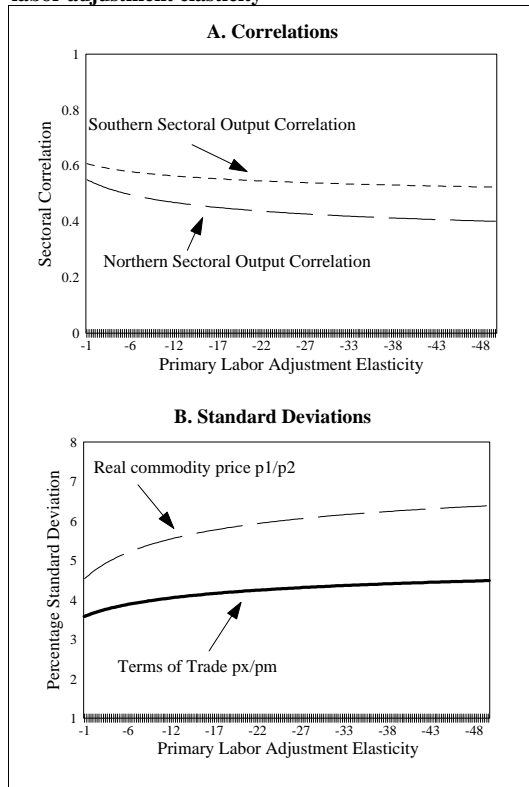 labor adjustment elasticity
A. Correlations
1
0.8
0.6
0.4
0.2
0
Sectoral Correlation
Southern Sectoral Output Correlation
Northern Sectoral Output Correlation
-1 -6 -12 -17 -22 -27 -33 -38 -43 -48
Primary Labor Adjustment Elasticity
B. Standard Deviations
8
7
6
5
4
3
2
1
Percentage Standard Deviation
Real commodity price p1/p2
Terms of Trade px/pm
-1 -6 -12 -17 -22 -27 -33 -38 -43 -48
Primary Labor Adjustment Elasticity